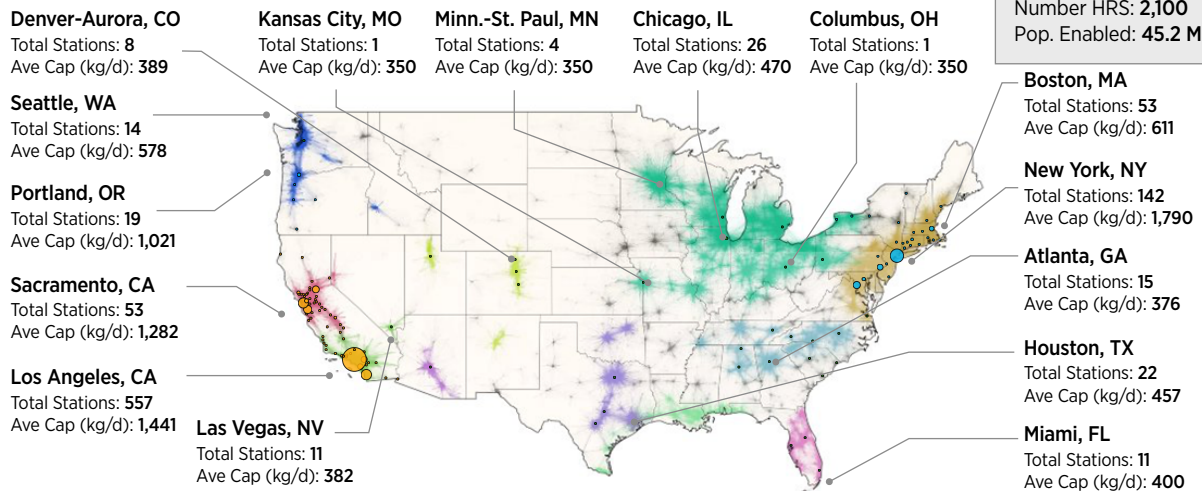 Denver-Aurora, CO
Total Stations: 8
Ave Cap (kg/d): 389
Kansas City, MO
Total Stations: 1
Ave Cap (kg/d): 350
Minn.-St. Paul, MN
Total Stations: 4
Ave Cap (kg/d): 350
Chicago, IL
Total Stations: 26
Ave Cap (kg/d): 470
Columbus, OH
Total Stations: 1
Ave Cap (kg/d): 350
Number HRS: 2,100
Pop. Enabled: 45.2 M
Seattle, WA
Total Stations: 14
Ave Cap (kg/d): 578
Portland, OR
Total Stations: 19
Ave Cap (kg/d): 1,021
Sacramento, CA
Total Stations: 53
Ave Cap (kg/d): 1,282
Los Angeles, CA
Total Stations: 557
Ave Cap (kg/d): 1,441
Las Vegas, NV
Total Stations: 11
Ave Cap (kg/d): 382
Boston, MA
Total Stations: 53
Ave Cap (kg/d): 611
New York, NY
Total Stations: 142
Ave Cap (kg/d): 1,790
Atlanta, GA
Total Stations: 15
Ave Cap (kg/d): 376
Houston, TX
Total Stations: 22
Ave Cap (kg/d): 457
Miami, FL
Total Stations: 11
Ave Cap (kg/d): 400